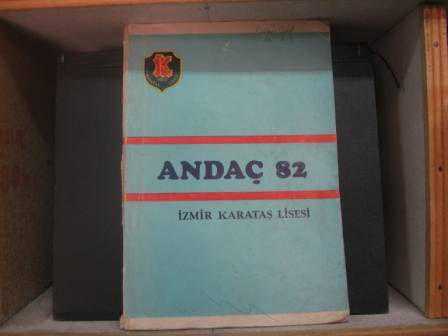 K
ANDAÇ 82
İZMİR KARATAŞ LİSESİ